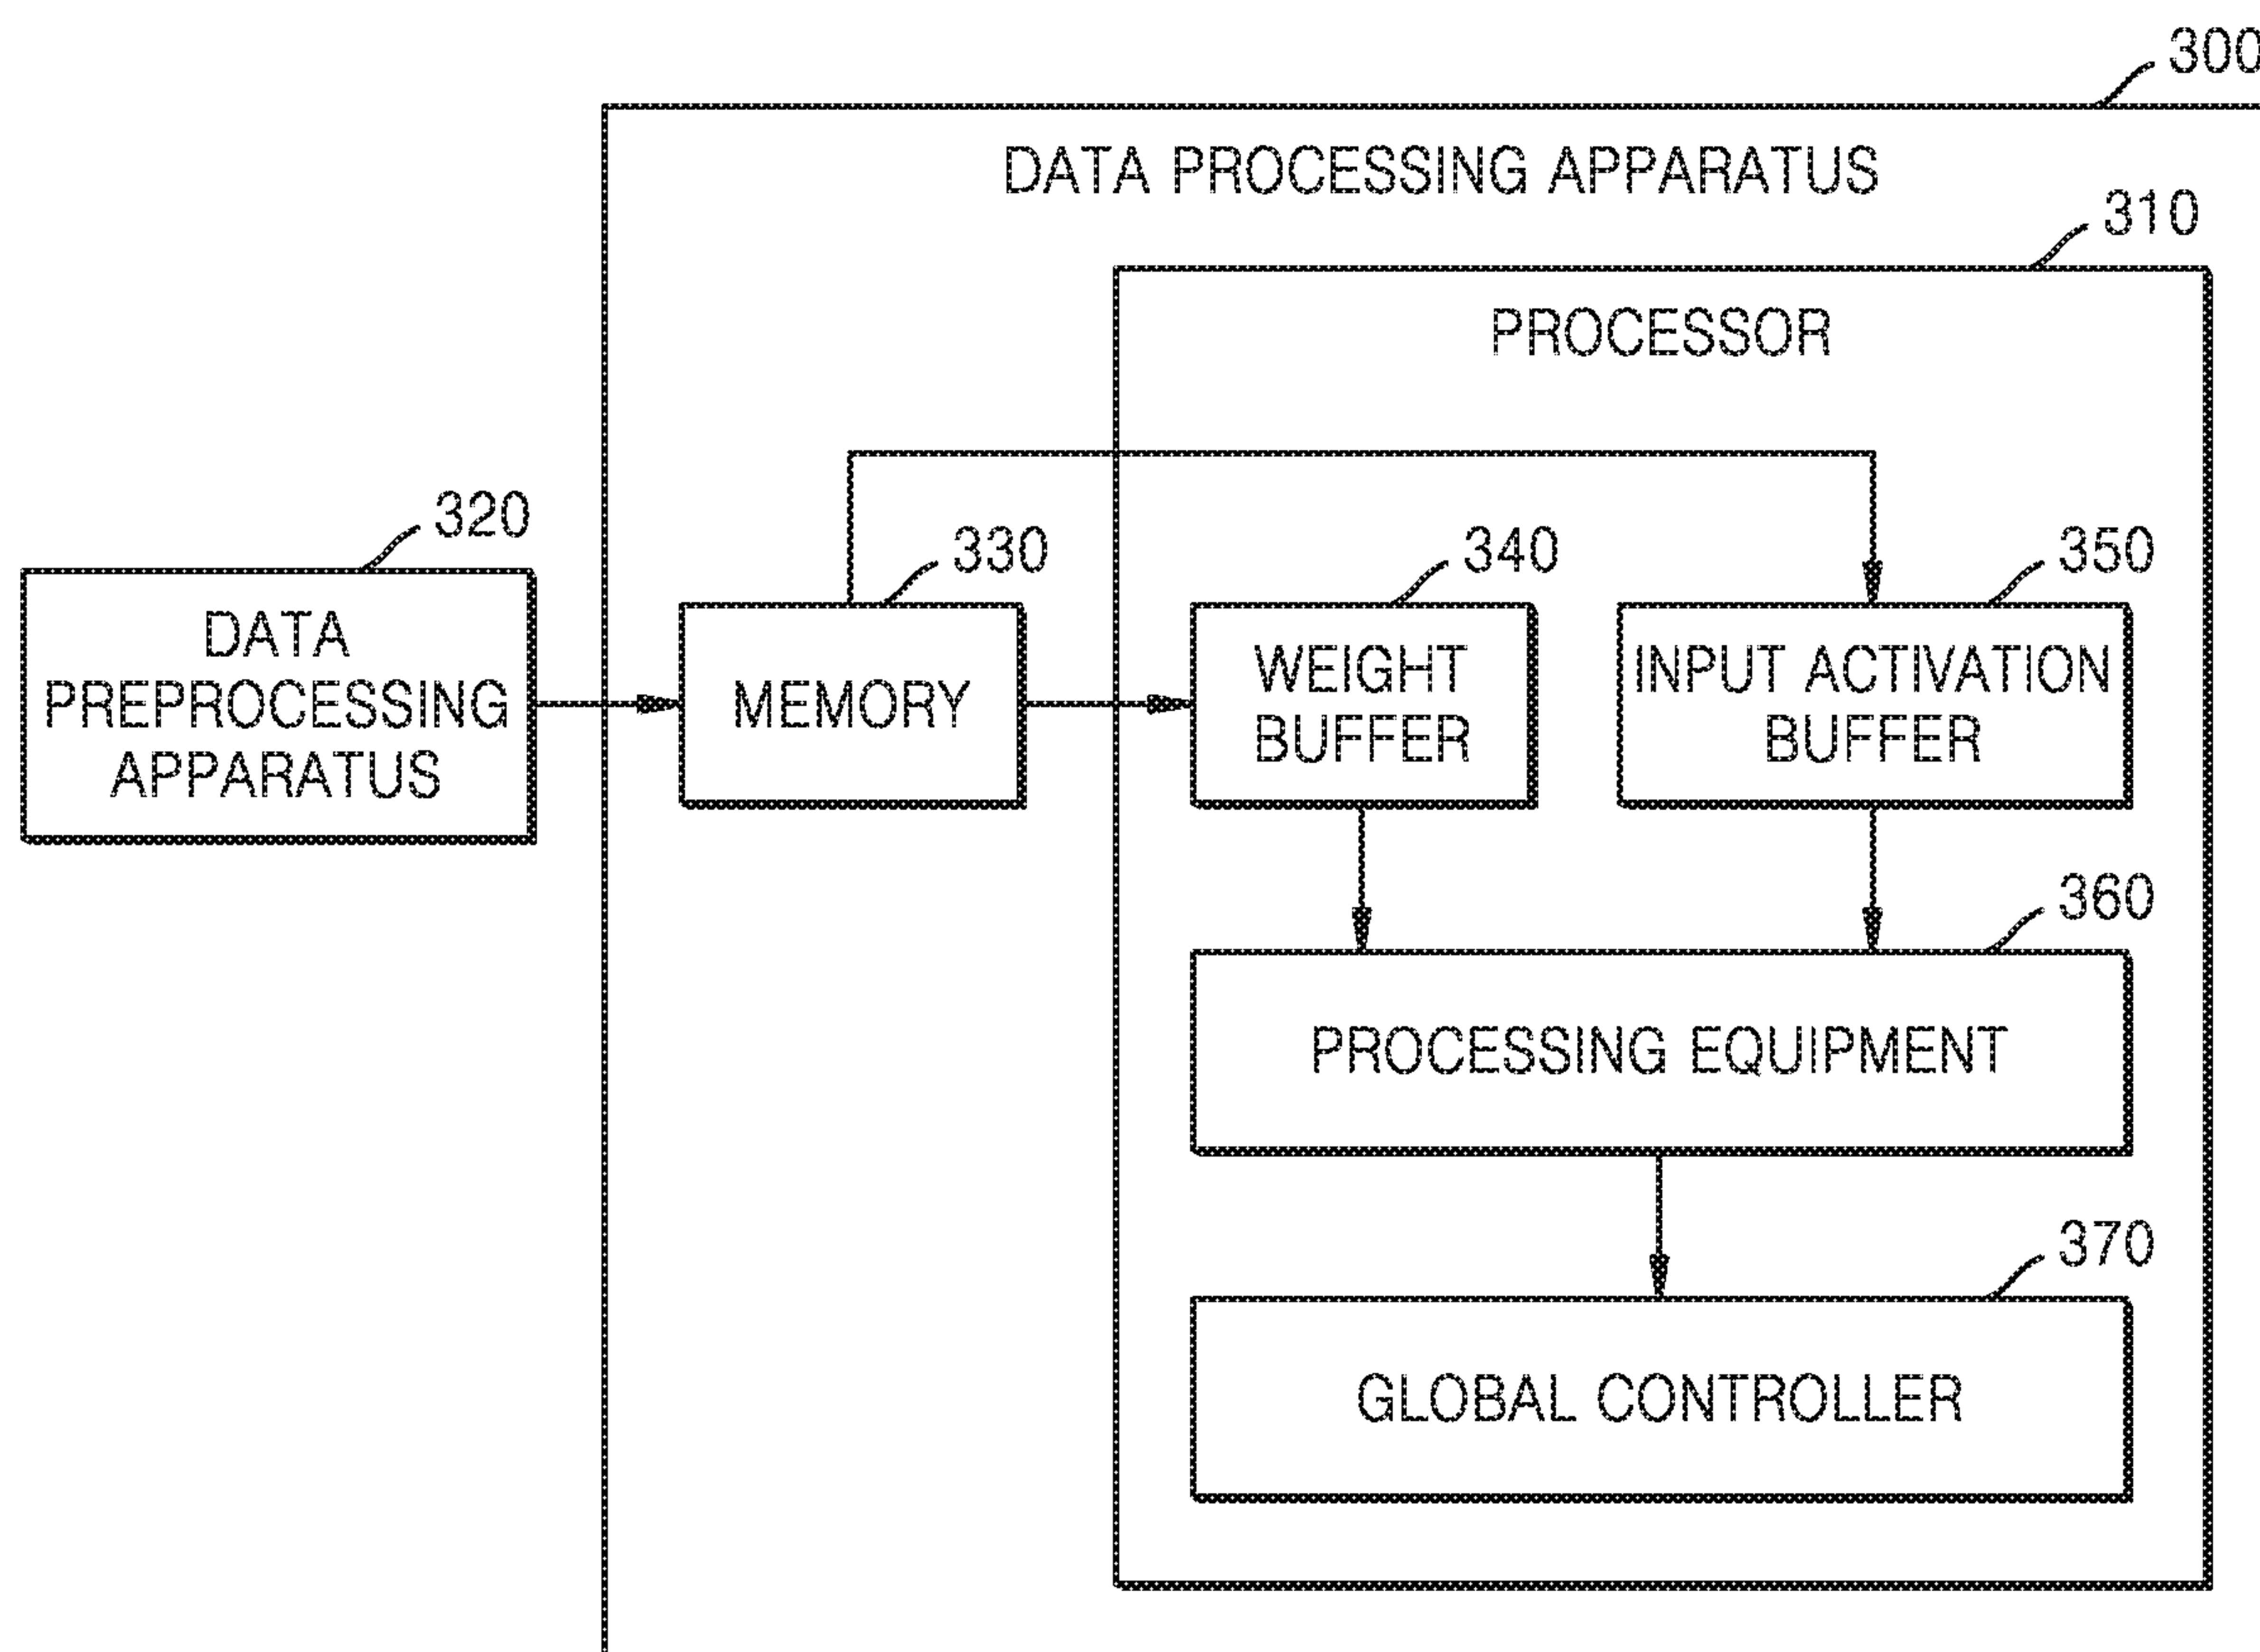 300
DATA PROCESSING APPARATUS
310
PROCESSOR
320
330
340
350
DATA
PREPROCESSING
APPARATUS
MEMORY
WEIGHT
BUFFER
INPUT ACTIVATION
BUFFER
360
PROCESSING EQUIPMENT
370
GLOBAL CONTROLLER